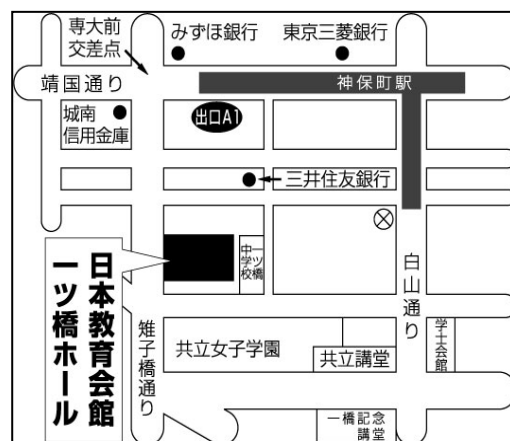 専大前
交差点
みずほ銀行
東京三菱銀行
靖国通り
神保町駅
城南
信用金庫
出口A1
三井住友銀行
一ツ橋
中学校
白山通り
日本教育会館
一ツ橋ホール
雉子橋通り
共立女子学園
共立講堂
学士会館
一橋記念
講堂